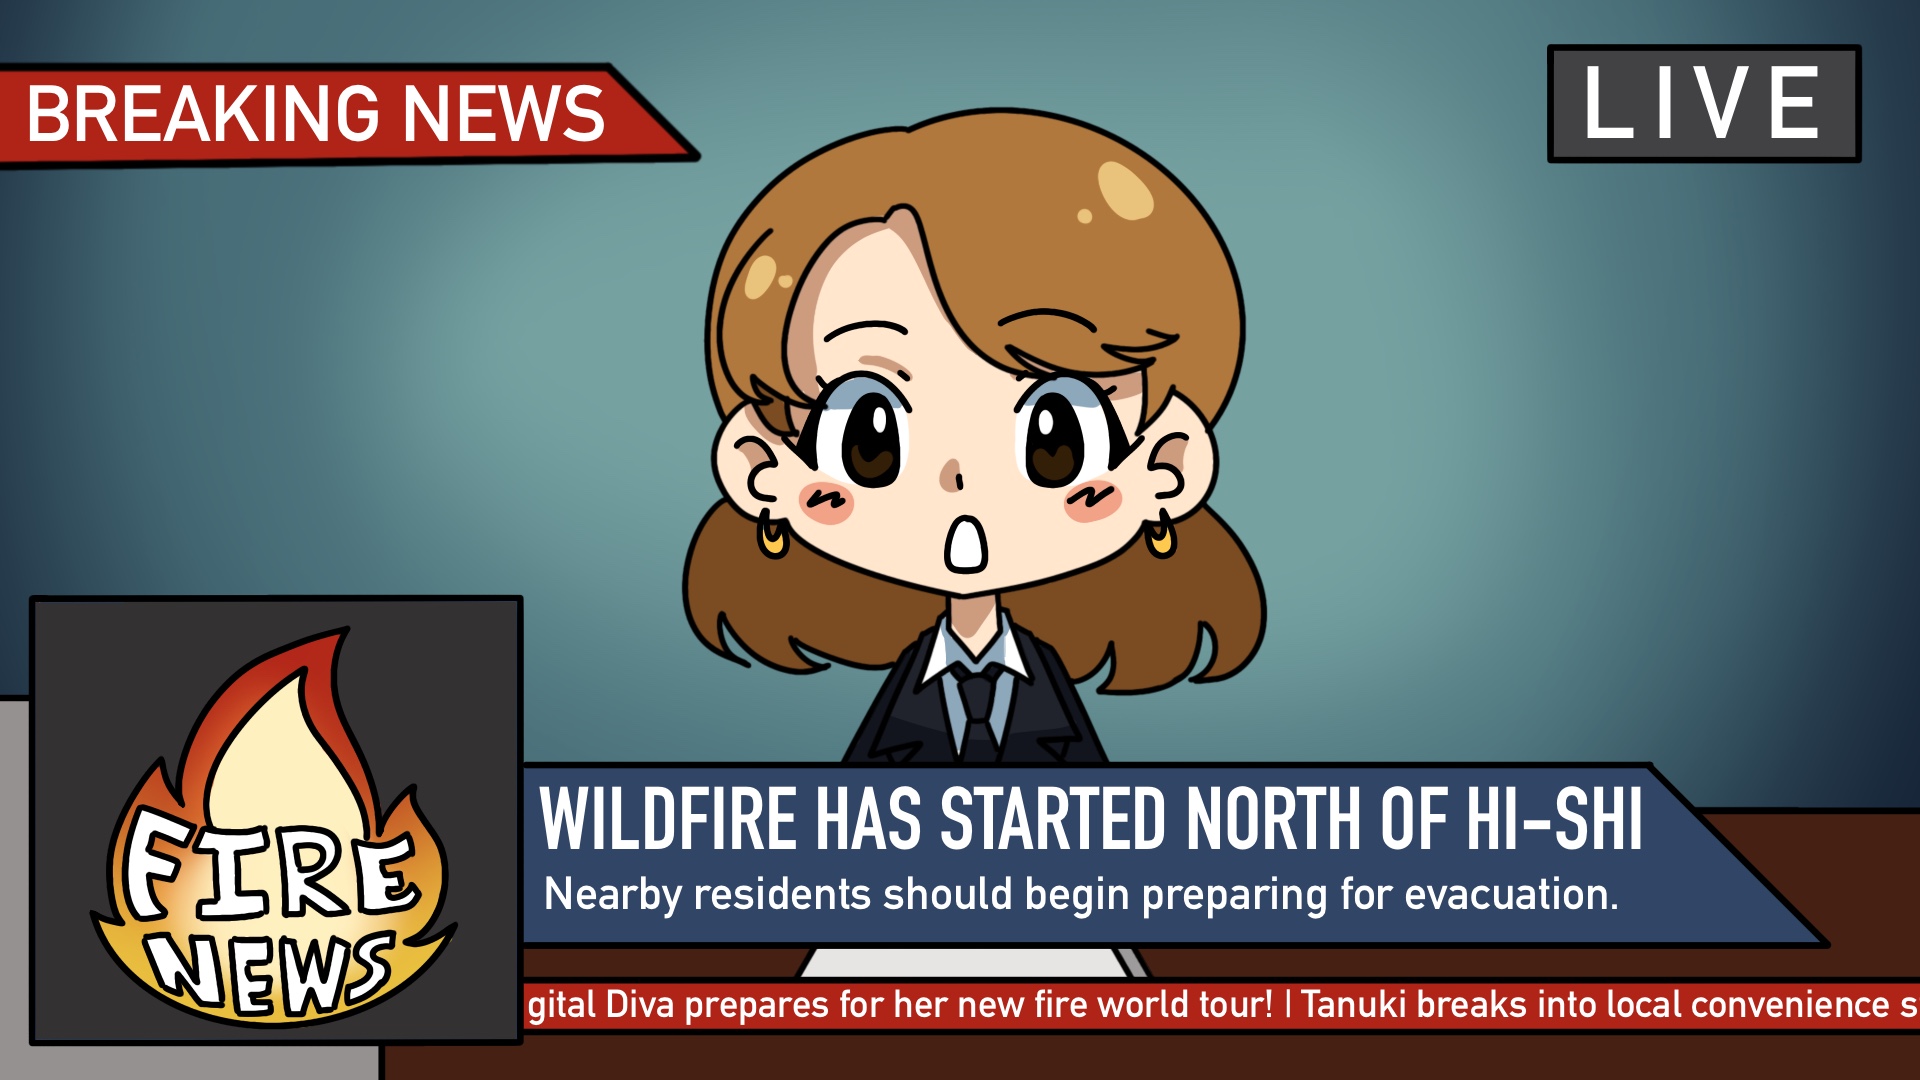 BREAKING NEWS
LIVE
WILDFIRE HAS STARTED NORTH OF HI-SHI
Nearby residents should begin preparing for evacuation.
FIRE
NEWS
gital Diva prepares for her new fire world tour! | Tanuki breaks into local convenience s